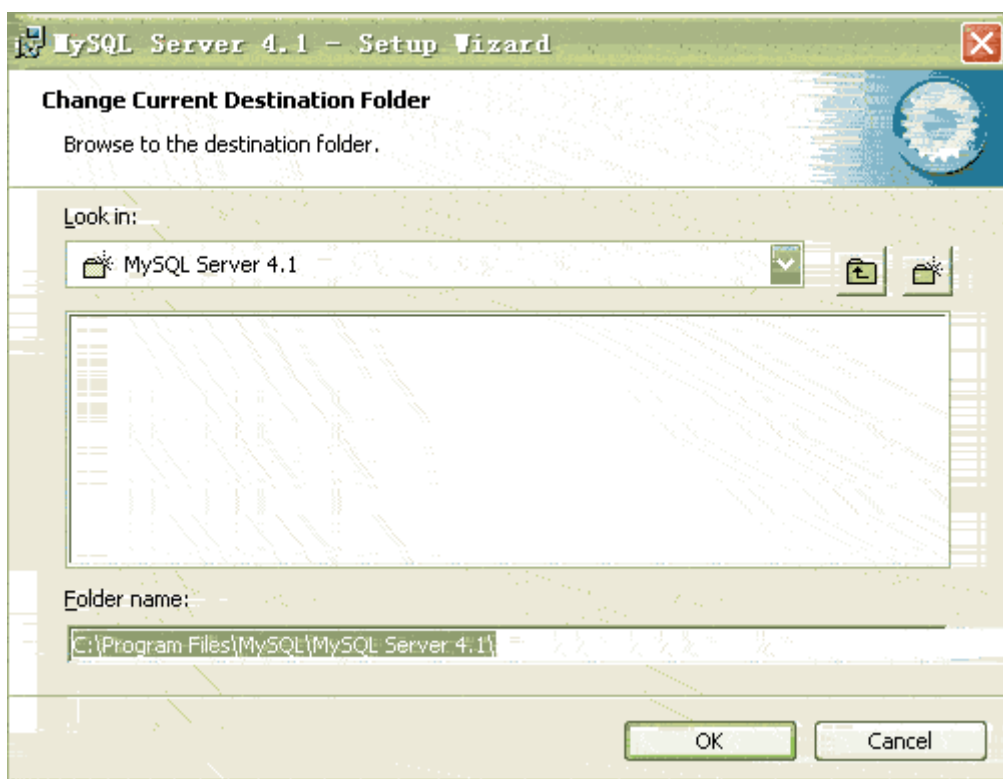 MySQL Server 4.1 - Setup Wizard
Change Current Destination Folder
Browse to the destination folder.
Look in:
MySQL Server 4.1
Folder name:
C:\Program Files\MySQL\MySQL Server 4.1\
OK
Cancel